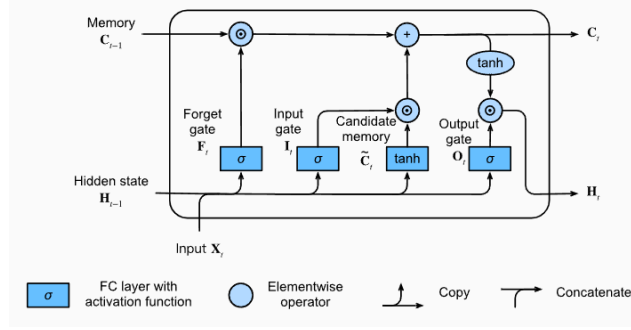 Memory
C_{t-1}
⊙
+
C_t
tanh
Forget
gate
F_t
Input
gate
I_t
⊙
Candidate
memory
C̃_t
Output
gate
O_t
⊙
σ
σ
tanh
σ
Hidden state
H_{t-1}
H_t
Input X_t
σ
FC layer with
activation function
Elementwise
operator
Copy
Concatenate